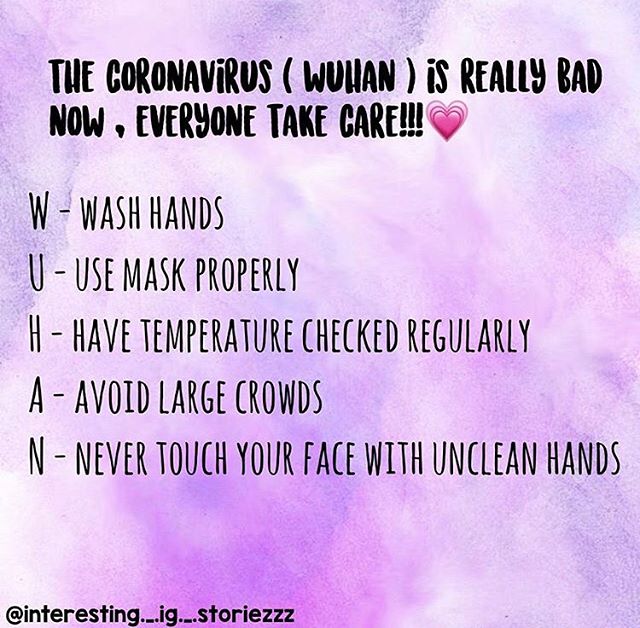 THE CORONAVIRUS ( WUHAN ) IS REALLY BAD
NOW , EVERYONE TAKE CARE!!!💗
W - WASH HANDS
U - USE MASK PROPERLY
H - HAVE TEMPERATURE CHECKED REGULARLY
A - AVOID LARGE CROWDS
N - NEVER TOUCH YOUR FACE WITH UNCLEAN HANDS
@interesting._.ig._.storiezzz